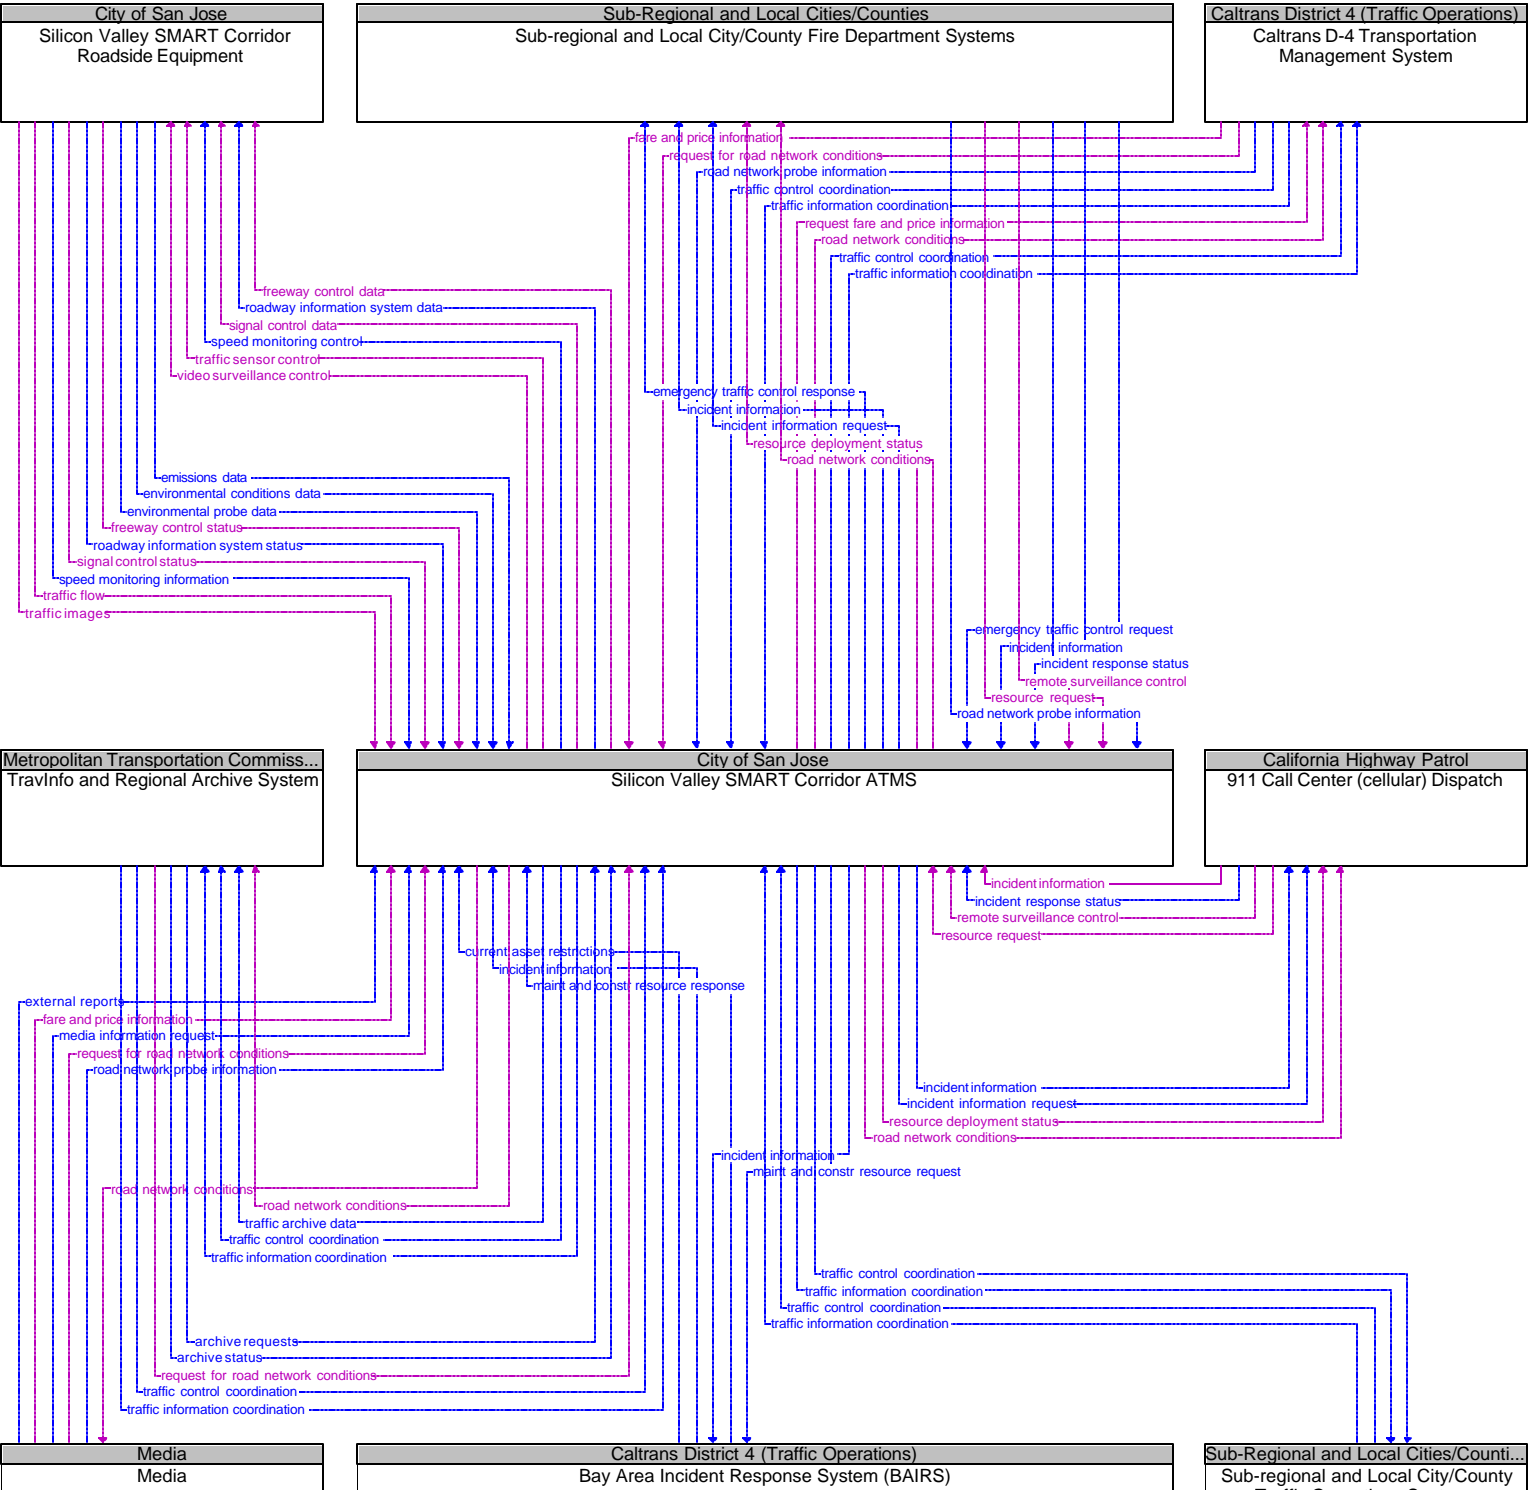 City of San Jose
Silicon Valley SMART Corridor
Roadside Equipment
Sub-Regional and Local Cities/Counties
Sub-regional and Local City/County Fire Department Systems
Caltrans District 4 (Traffic Operations)
Caltrans D-4 Transportation
Management System
fare and price information
request for road network conditions
road network probe information
traffic control coordination
traffic information coordination
request fare and price information
road network conditions
traffic control coordination
traffic information coordination
freeway control data
roadway information system data
signal control data
speed monitoring control
traffic sensor control
video surveillance control
emergency traffic control response
incident information
incident information request
resource deployment status
road network conditions
emissions data
environmental conditions data
environmental probe data
freeway control status
roadway information system status
signal control status
speed monitoring information
traffic flow
traffic images
emergency traffic control request
incident information
incident response status
remote surveillance control
resource request
road network probe information
Metropolitan Transportation Commiss...
TravInfo and Regional Archive System
City of San Jose
Silicon Valley SMART Corridor ATMS
California Highway Patrol
911 Call Center (cellular) Dispatch
incident information
incident response status
remote surveillance control
resource request
current asset restrictions
incident information
maint and constr resource response
external reports
fare and price information
media information request
request for road network conditions
road network probe information
incident information
incident information request
resource deployment status
road network conditions
incident information
maint and constr resource request
road network conditions
road network conditions
traffic archive data
traffic control coordination
traffic information coordination
traffic control coordination
traffic information coordination
traffic control coordination
traffic information coordination
archive requests
archive status
request for road network conditions
traffic control coordination
traffic information coordination
Media
Media
Caltrans District 4 (Traffic Operations)
Bay Area Incident Response System (BAIRS)
Sub-Regional and Local Cities/Counti...
Sub-regional and Local City/County